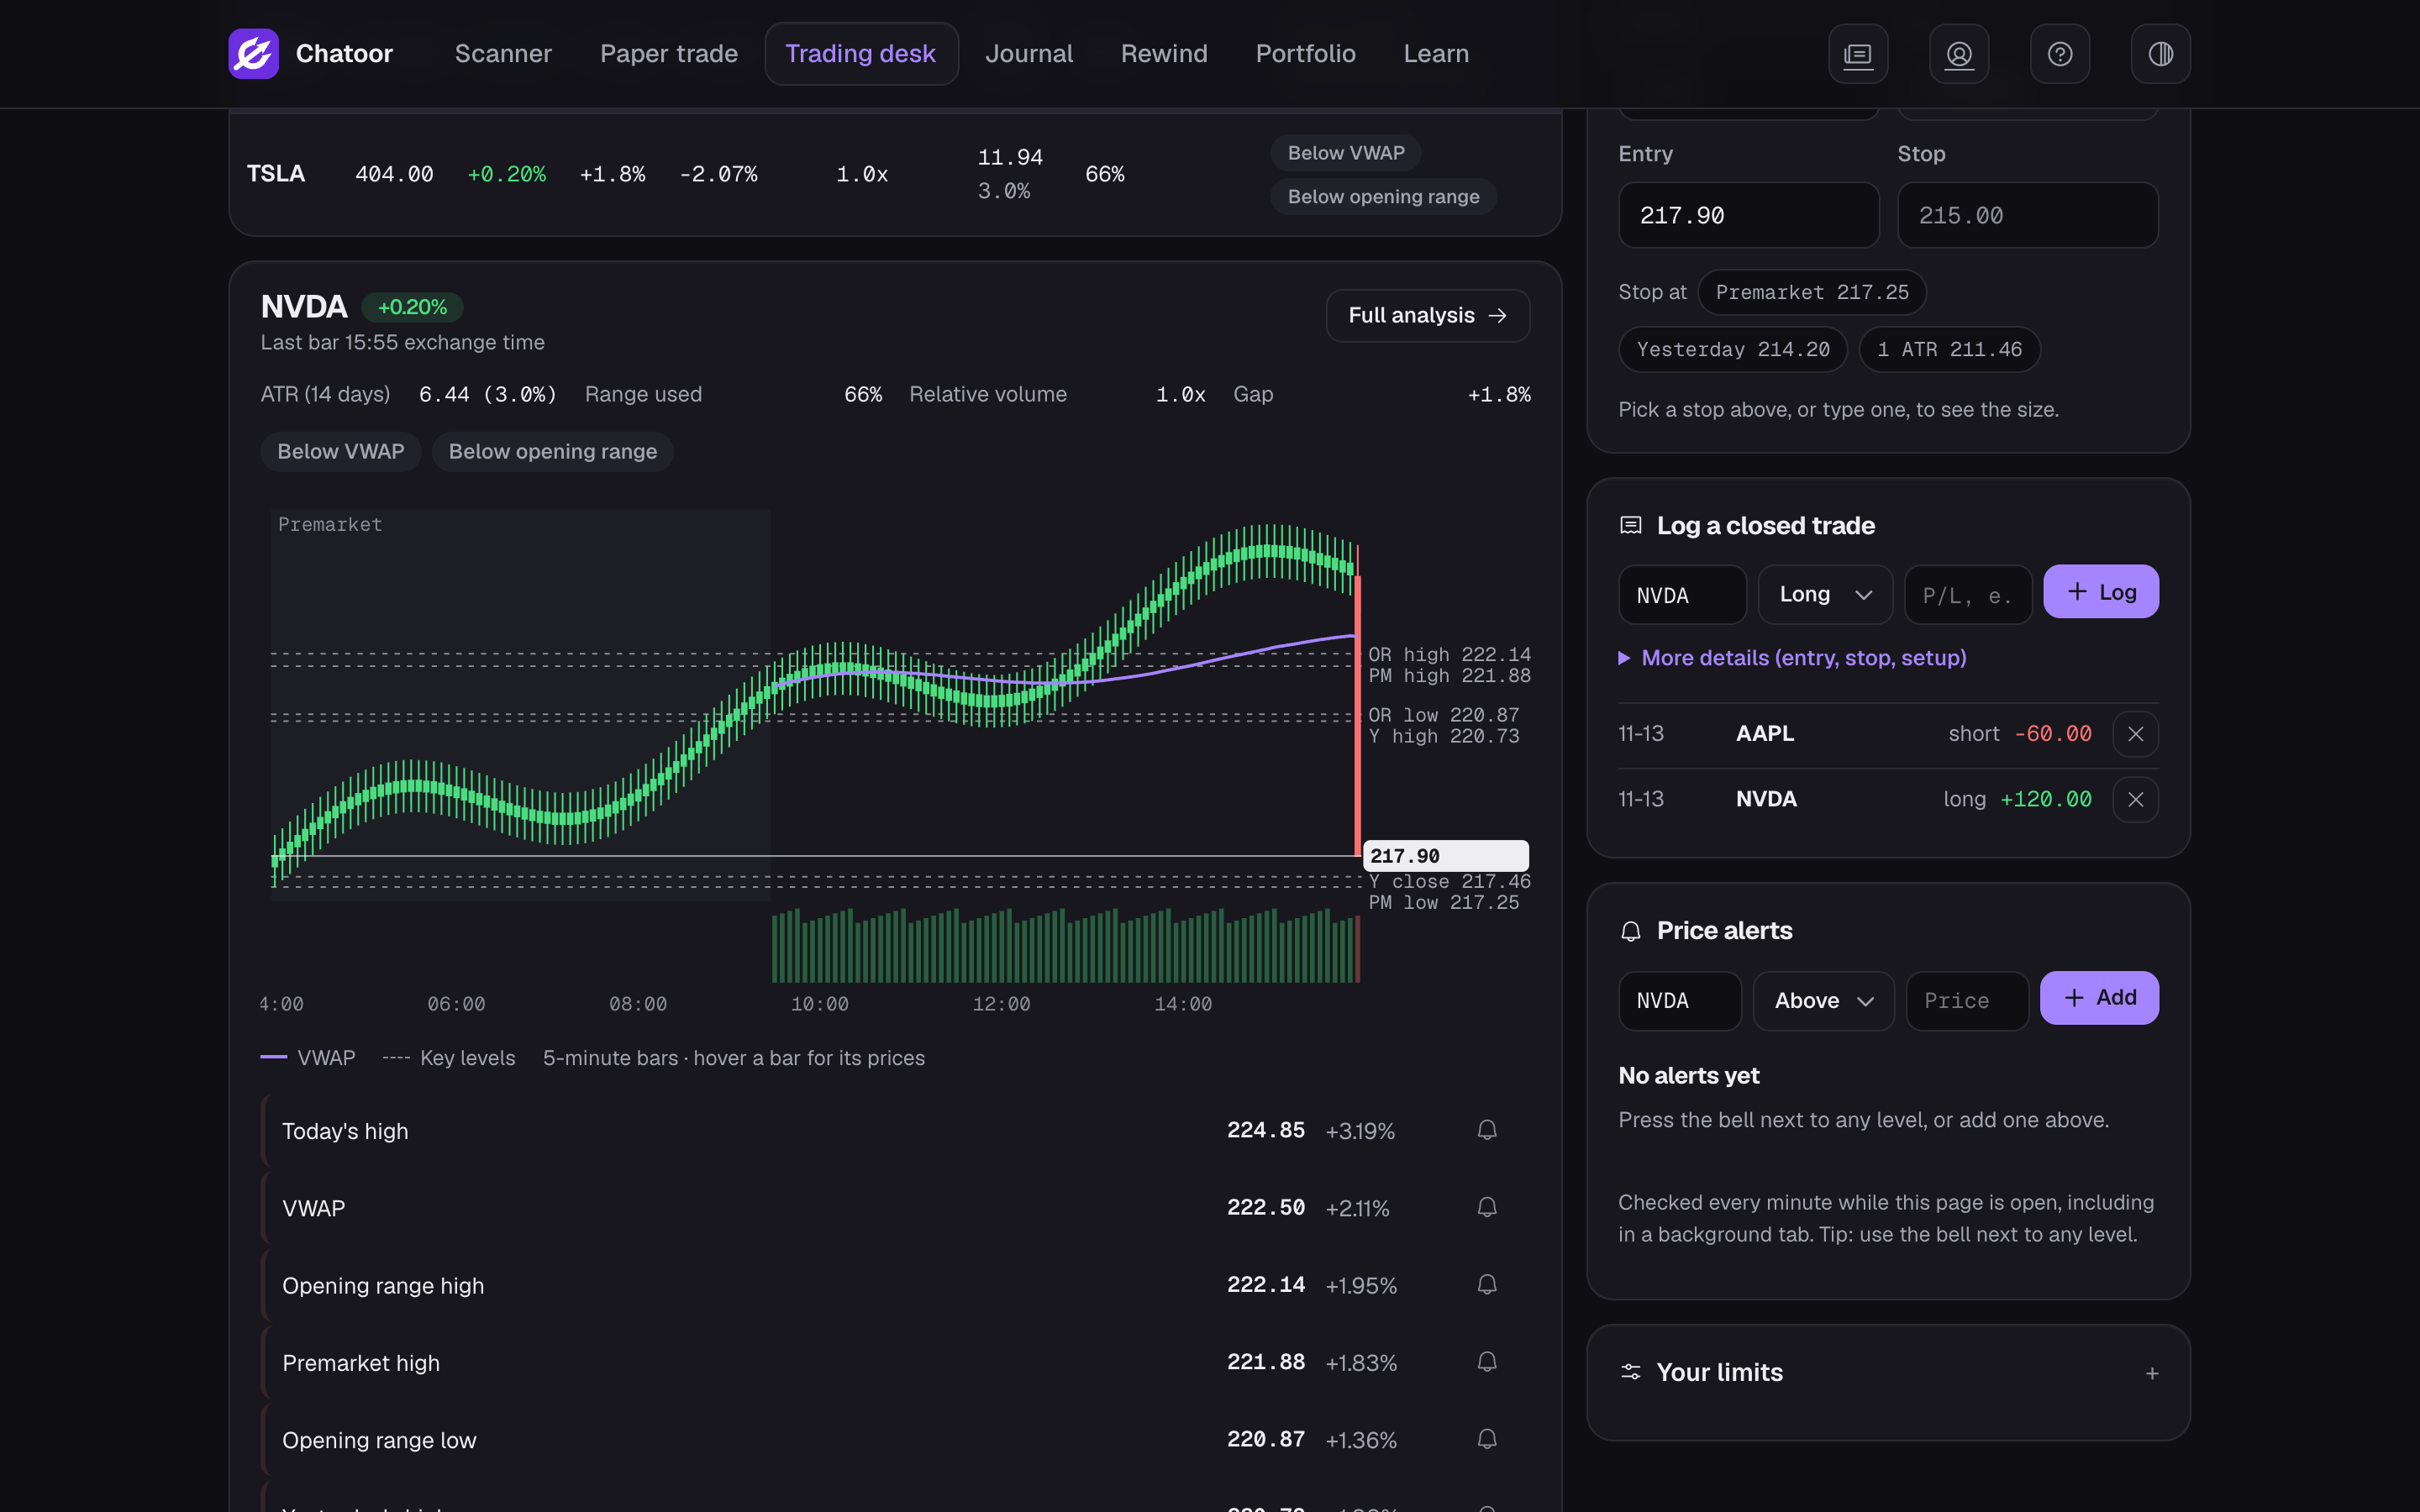 Chatoor
Scanner
Paper trade
Trading desk
Journal
Rewind
Portfolio
Learn
TSLA 404.00 +0.20% +1.8% -2.07% 1.0x 11.94 66% Below VWAP
3.0% Below opening range
NVDA +0.20%
Last bar 15:55 exchange time
Full analysis
ATR (14 days) 6.44 (3.0%) Range used 66% Relative volume 1.0x Gap +1.8%
Below VWAP Below opening range
Premarket
OR high 222.14
PM high 221.88
OR low 220.87
Y high 220.73
217.90
Y close 217.46
PM low 217.25
4:00 06:00 08:00 10:00 12:00 14:00
VWAP Key levels 5-minute bars · hover a bar for its prices
Today's high 224.85 +3.19%
VWAP 222.50 +2.11%
Opening range high 222.14 +1.95%
Premarket high 221.88 +1.83%
Opening range low 220.87 +1.36%
Entry Stop
217.90 215.00
Stop at Premarket 217.25
Yesterday 214.20 1 ATR 211.46
Pick a stop above, or type one, to see the size.
Log a closed trade
NVDA Long P/L, e. + Log
More details (entry, stop, setup)
11-13 AAPL short -60.00
11-13 NVDA long +120.00
Price alerts
NVDA Above Price + Add
No alerts yet
Press the bell next to any level, or add one above.
Checked every minute while this page is open, including
in a background tab. Tip: use the bell next to any level.
Your limits +